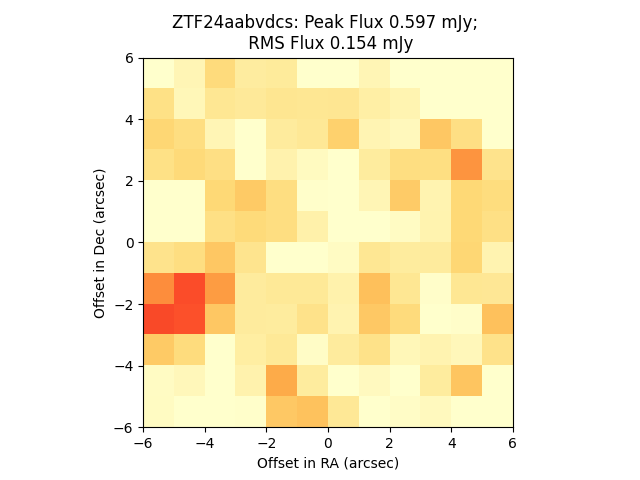 ZTF24aabvdcs: Peak Flux 0.597 mJy;
RMS Flux 0.154 mJy
6
4
2
0
−2
−4
−6
Offset in Dec (arcsec)
−6 −4 −2 0 2 4 6
Offset in RA (arcsec)